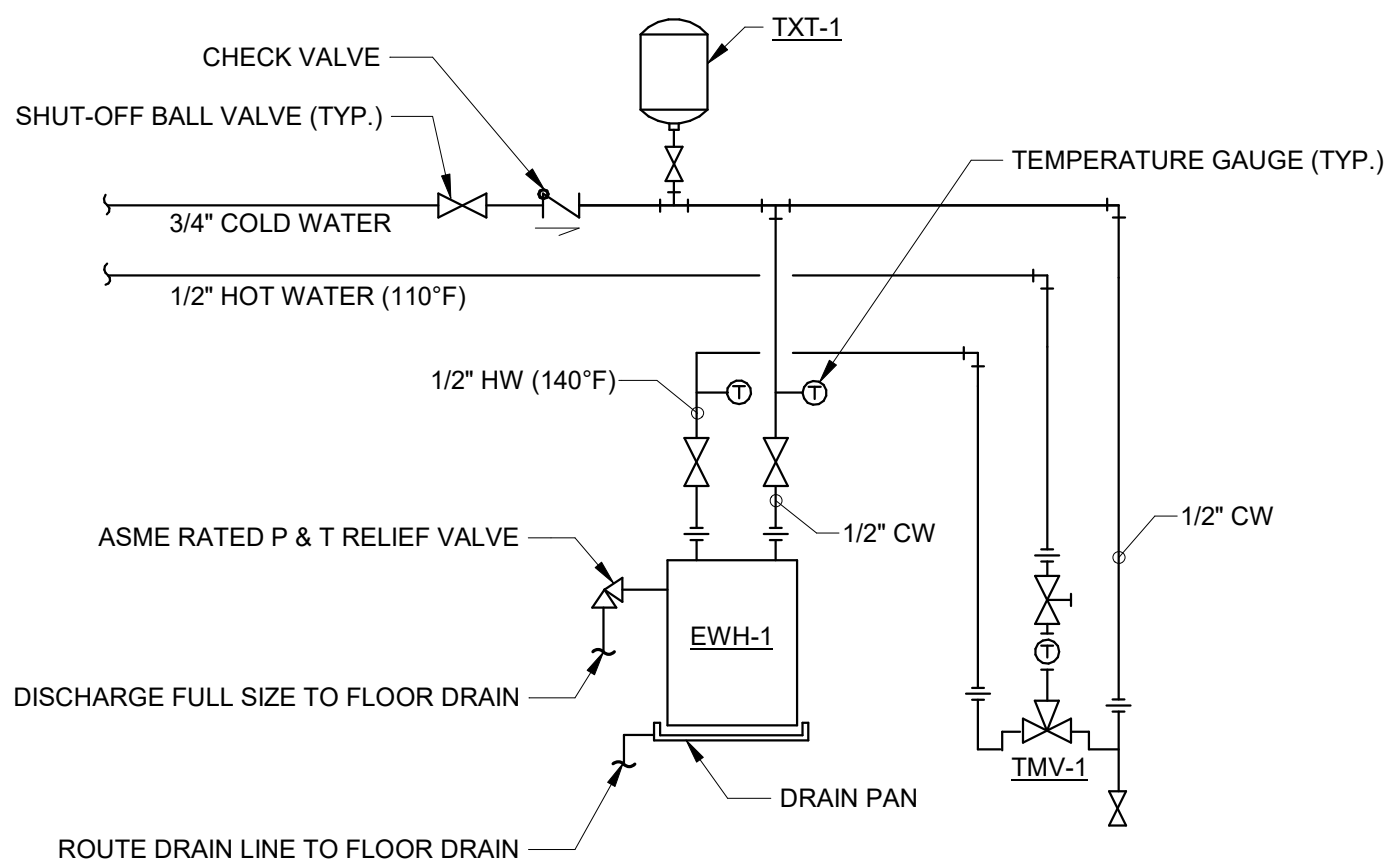 TXT-1
CHECK VALVE
SHUT-OFF BALL VALVE (TYP.)
TEMPERATURE GAUGE (TYP.)
3/4" COLD WATER
1/2" HOT WATER (110°F)
1/2" HW (140°F)
T
T
1/2" CW
1/2" CW
ASME RATED P & T RELIEF VALVE
EWH-1
T
DISCHARGE FULL SIZE TO FLOOR DRAIN
TMV-1
DRAIN PAN
ROUTE DRAIN LINE TO FLOOR DRAIN